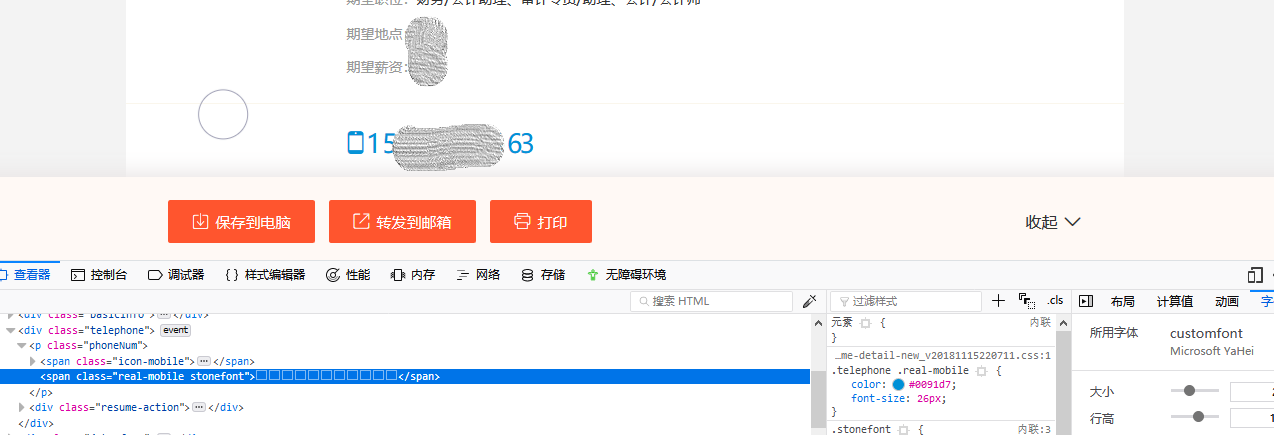 期望职位：财务/会计助理、审计专员/助理、会计/会计师
期望地点
期望薪资：
15 63
保存到电脑 转发到邮箱 打印 收起
查看器 控制台 调试器 {} 样式编辑器 性能 内存 网络 存储 无障碍环境
搜索 HTML 过滤样式 + .cls 布局 计算值 动画 字
<div class="basicInfo">…</div>
<div class="telephone"> event
<p class="phoneNum">
<span class="icon-mobile">…</span>
<span class="real-mobile stonefont">□□□□□□□□□□□</span>
</p>
<div class="resume-action">…</div>
</div>
元素 { 内联
}
…me-detail-new_v20181115220711.css:1
.telephone .real-mobile {
color: #0091d7;
font-size: 26px;
}
.stonefont { 内联:3
所用字体 customfont
Microsoft YaHei
大小 2
行高 1